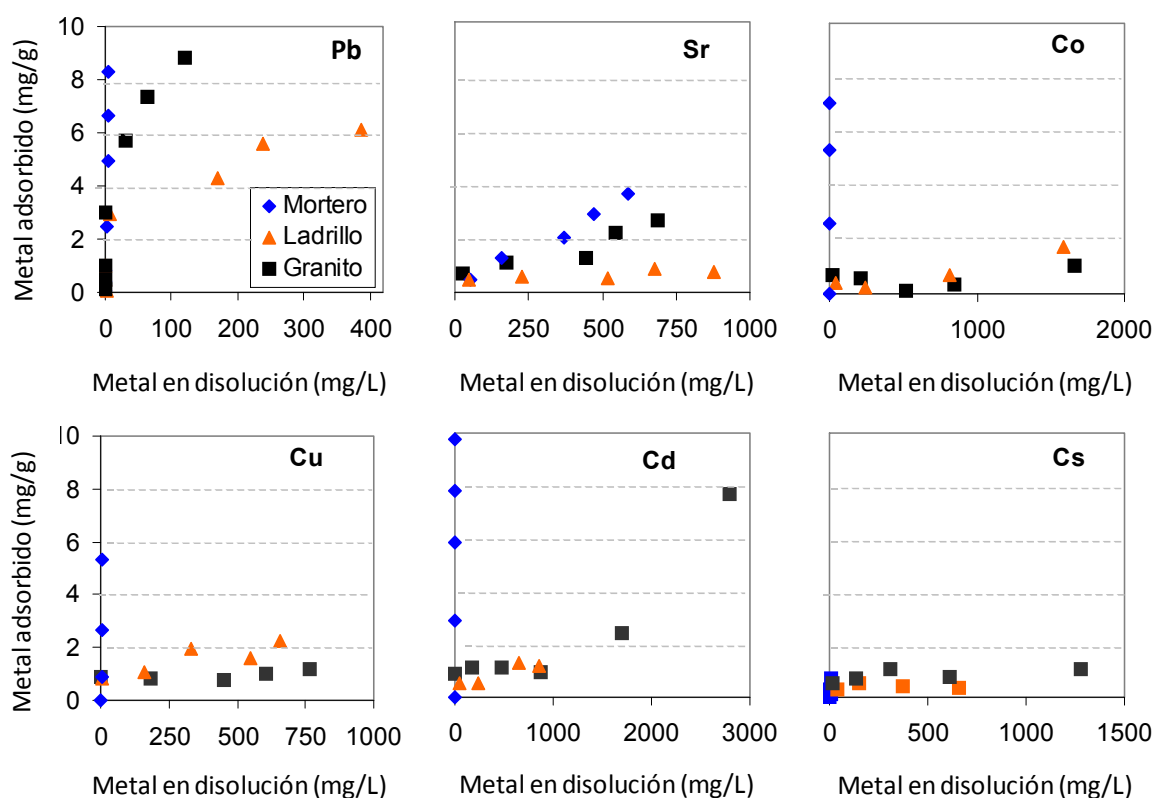 Metal adsorbido (mg/g)
10
8
6
4
2
0
Pb
Mortero
Ladrillo
Granito
0 100 200 300 400
Metal en disolución (mg/L)
Sr
0 250 500 750 1000
Metal en disolución (mg/L)
Co
0 1000 2000
Metal en disolución (mg/L)
Metal adsorbido (mg/g)
10
8
6
4
2
0
Cu
0 250 500 750 1000
Metal en disolución (mg/L)
Cd
0 1000 2000 3000
Metal en disolución (mg/L)
Cs
0 500 1000 1500
Metal en disolución (mg/L)